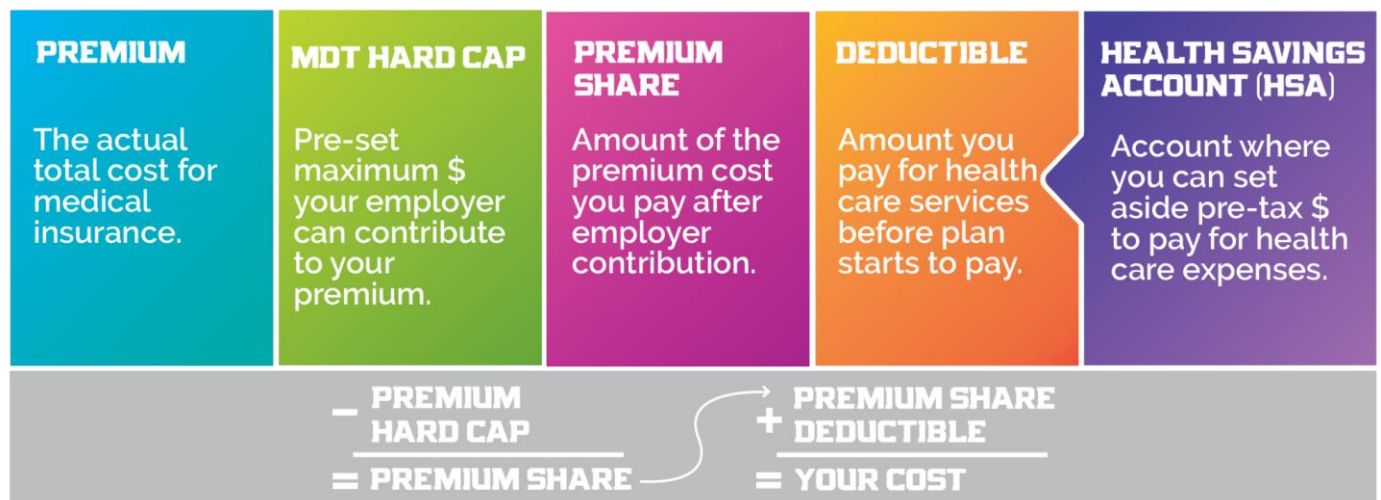 PREMIUM
The actual
total cost for
medical
insurance.
MDT HARD CAP
Pre-set
maximum $
your employer
can contribute
to your
premium.
PREMIUM
SHARE
Amount of the
premium cost
you pay after
employer
contribution.
DEDUCTIBLE
Amount you
pay for health
care services
before plan
starts to pay.
HEALTH SAVINGS
ACCOUNT (HSA)
Account where
you can set
aside pre-tax $
to pay for health
care expenses.
− PREMIUM
HARD CAP
= PREMIUM SHARE
+ PREMIUM SHARE
DEDUCTIBLE
= YOUR COST